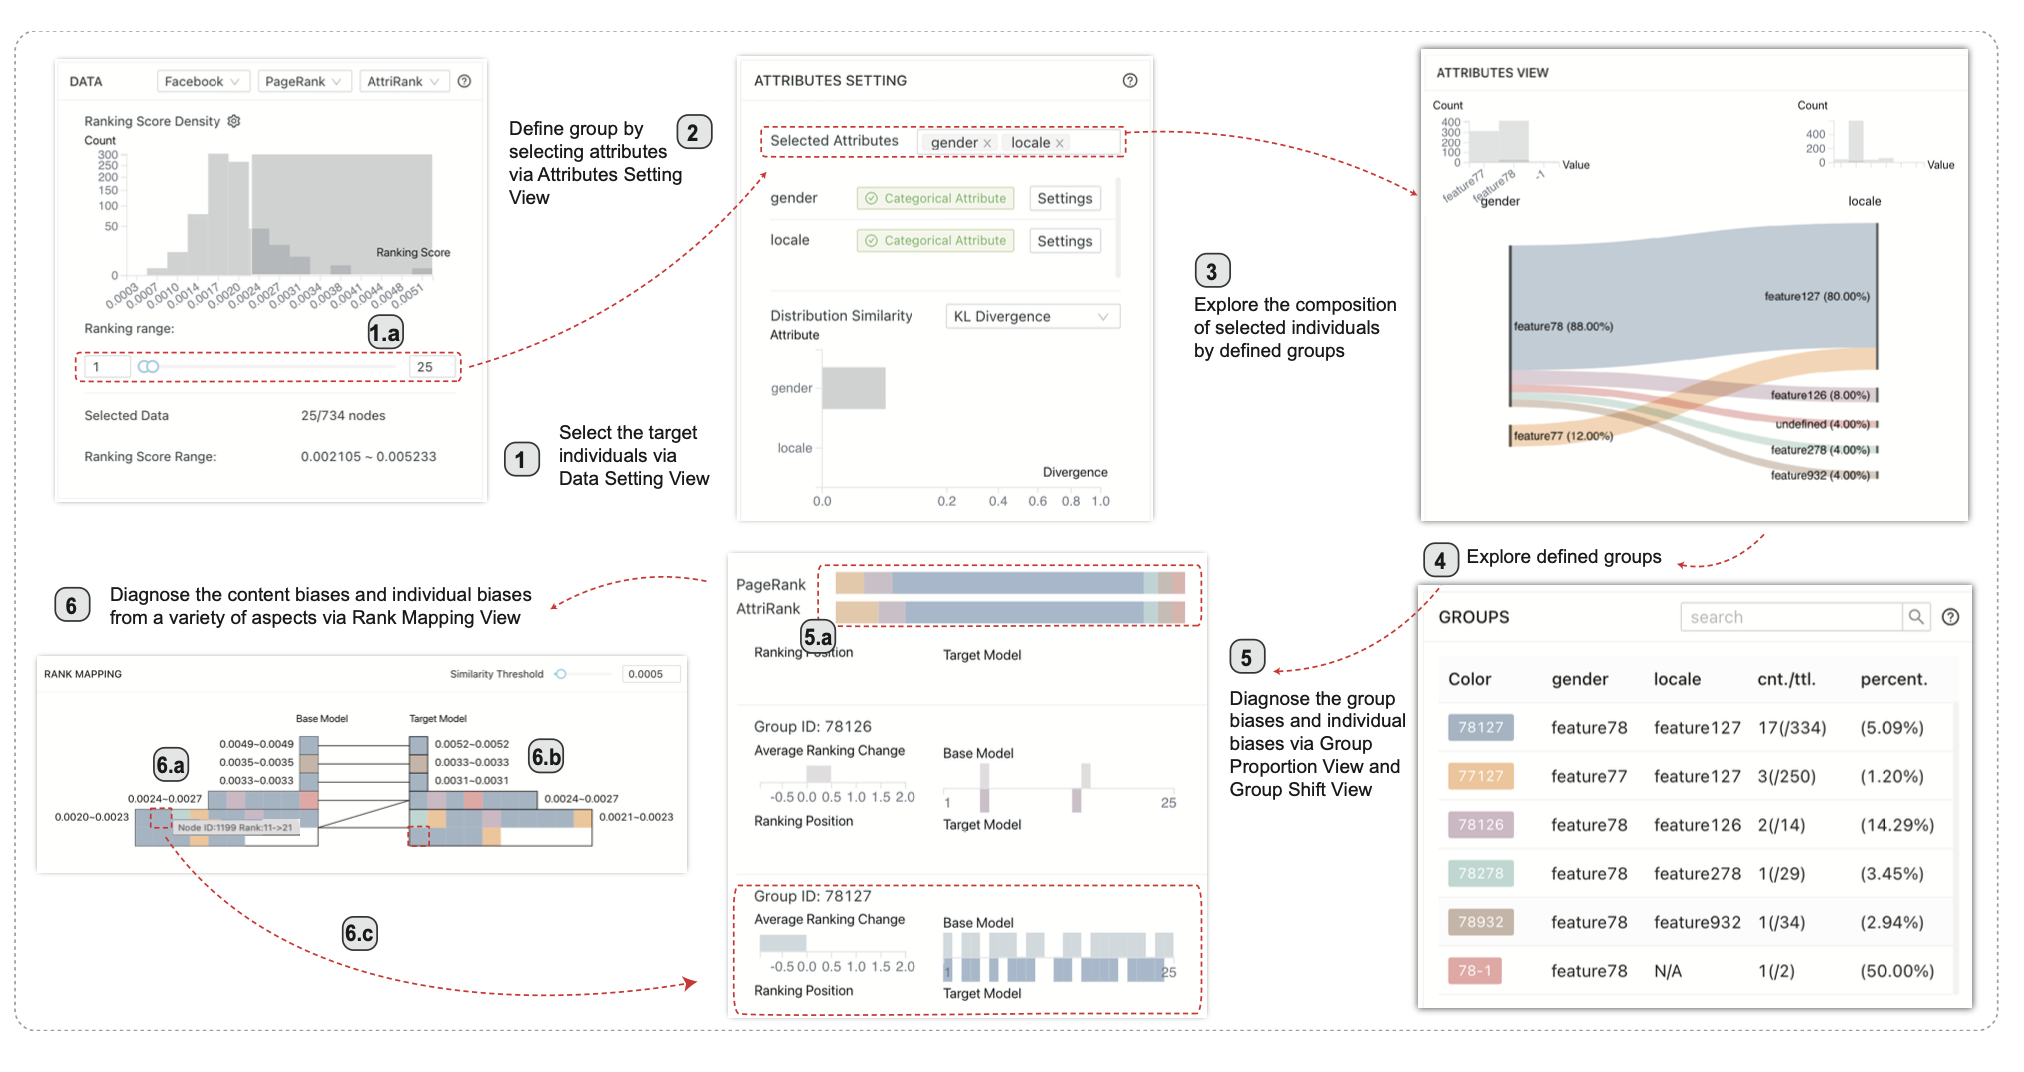 DATA
Facebook
PageRank
AttriRank
Ranking Score Density
Count
300
250
200
150
100
50
0
Ranking Score
0.0003
0.0007
0.0010
0.0014
0.0017
0.0020
0.0024
0.0027
0.0031
0.0034
0.0038
0.0041
0.0044
0.0048
0.0051
Ranking range:
1.a
1
25
Selected Data
25/734 nodes
Ranking Score Range:
0.002105 ~ 0.005233
1
Select the target
individuals via
Data Setting View
2
Define group by
selecting attributes
via Attributes Setting
View
ATTRIBUTES SETTING
Selected Attributes
gender x
locale x
gender
Categorical Attribute
Settings
locale
Categorical Attribute
Settings
Distribution Similarity
KL Divergence
Attribute
gender
locale
Divergence
0.0
0.2
0.4
0.6
0.8
1.0
3
Explore the composition
of selected individuals
by defined groups
ATTRIBUTES VIEW
Count
400
300
200
100
0
Value
feature77
feature78
-1
gender
Count
400
200
0
Value
locale
feature78 (88.00%)
feature77 (12.00%)
feature127 (80.00%)
feature126 (8.00%)
undefined (4.00%)
feature278 (4.00%)
feature932 (4.00%)
4
Explore defined groups
GROUPS
search
Color gender locale cnt./ttl. percent.
78127 feature78 feature127 17(/334) (5.09%)
77127 feature77 feature127 3(/250) (1.20%)
78126 feature78 feature126 2(/14) (14.29%)
78278 feature78 feature278 1(/29) (3.45%)
78932 feature78 feature932 1(/34) (2.94%)
78-1 feature78 N/A 1(/2) (50.00%)
5
Diagnose the group
biases and individual
biases via Group
Proportion View and
Group Shift View
PageRank
AttriRank
5.a
Ranking Position
Target Model
Group ID: 78126
Average Ranking Change
-0.5 0.0 0.5 1.0 1.5 2.0
Ranking Position
Base Model
1
25
Target Model
Group ID: 78127
Average Ranking Change
-0.5 0.0 0.5 1.0 1.5 2.0
Ranking Position
Base Model
1
25
Target Model
6
Diagnose the content biases and individual biases
from a variety of aspects via Rank Mapping View
RANK MAPPING
Similarity Threshold
0.0005
Base Model
Target Model
6.a
6.b
0.0049~0.0049
0.0052~0.0052
0.0035~0.0035
0.0033~0.0033
0.0033~0.0033
0.0031~0.0031
0.0024~0.0027
0.0024~0.0027
0.0020~0.0023
0.0021~0.0023
Node ID:1199 Rank:11->21
6.c